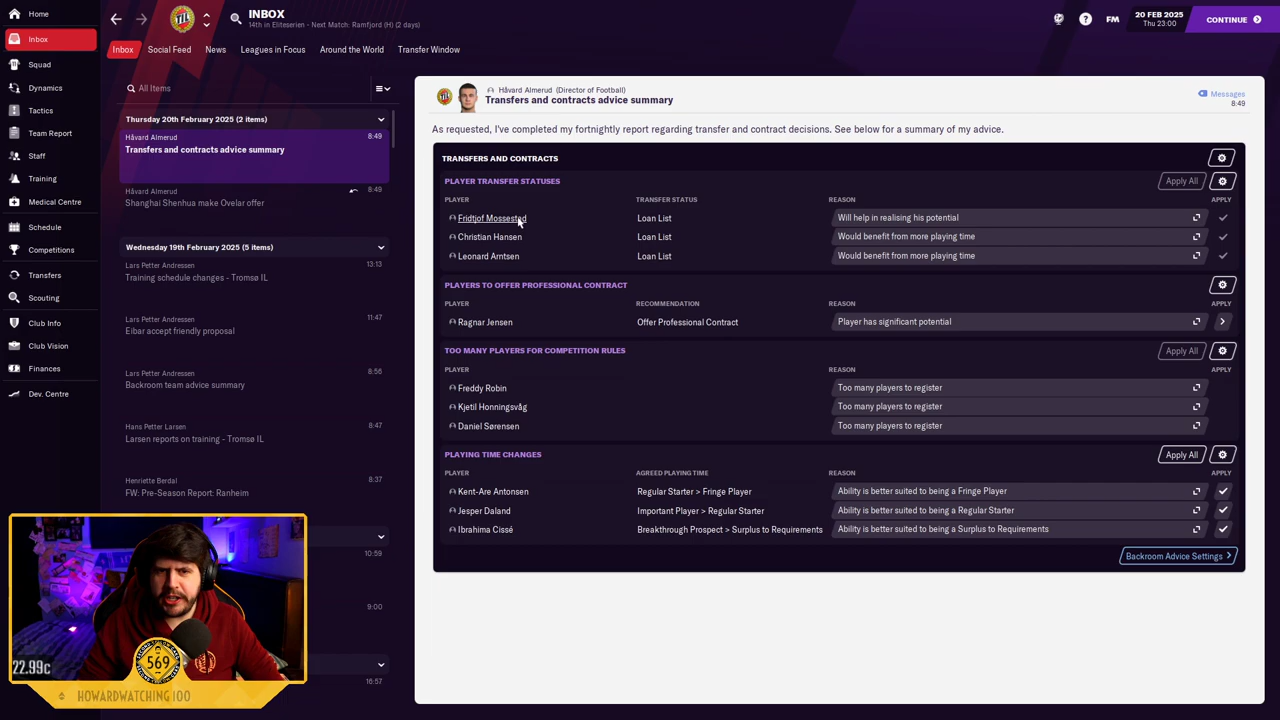 Home
Inbox
Squad
Dynamics
Tactics
Team Report
Staff
Training
Medical Centre
Schedule
Competitions
Transfers
Scouting
Club Info
Club Vision
Finances
Dev. Centre
TIL
INBOX
14th in Eliteserien - Next Match: Ramfjord (H) (2 days)
?
FM
20 FEB 2025
Thu 23:00
CONTINUE
Inbox
Social Feed
News
Leagues in Focus
Around the World
Transfer Window
All Items
Thursday 20th February 2025 (2 items)
Håvard Almerud
8:49
Transfers and contracts advice summary
Håvard Almerud
8:49
Shanghai Shenhua make Ovelar offer
Wednesday 19th February 2025 (5 items)
Lars Petter Andressen
13:13
Training schedule changes - Tromsø IL
Lars Petter Andressen
11:47
Eibar accept friendly proposal
Lars Petter Andressen
8:56
Backroom team advice summary
Hans Petter Larsen
8:47
Larsen reports on training - Tromsø IL
Henriette Berdal
8:37
FW: Pre-Season Report: Ranheim
10:59
9:00
16:57
Håvard Almerud (Director of Football)
Transfers and contracts advice summary
Messages
8:49
As requested, I've completed my fortnightly report regarding transfer and contract decisions. See below for a summary of my advice.
TRANSFERS AND CONTRACTS
PLAYER TRANSFER STATUSES
Apply All
PLAYER
TRANSFER STATUS
REASON
APPLY
Fridtjof Mossestad
Loan List
Will help in realising his potential
Christian Hansen
Loan List
Would benefit from more playing time
Leonard Arntsen
Loan List
Would benefit from more playing time
PLAYERS TO OFFER PROFESSIONAL CONTRACT
PLAYER
RECOMMENDATION
REASON
APPLY
Ragnar Jensen
Offer Professional Contract
Player has significant potential
TOO MANY PLAYERS FOR COMPETITION RULES
Apply All
PLAYER
REASON
APPLY
Freddy Robin
Too many players to register
Kjetil Honningsvåg
Too many players to register
Daniel Sørensen
Too many players to register
PLAYING TIME CHANGES
Apply All
PLAYER
AGREED PLAYING TIME
REASON
APPLY
Kent-Are Antonsen
Regular Starter > Fringe Player
Ability is better suited to being a Fringe Player
Jesper Daland
Important Player > Regular Starter
Ability is better suited to being a Regular Starter
Ibrahima Cissé
Breakthrough Prospect > Surplus to Requirements
Ability is better suited to being a Surplus to Requirements
Backroom Advice Settings
22.99c
569
HOWARDWATCHING 100